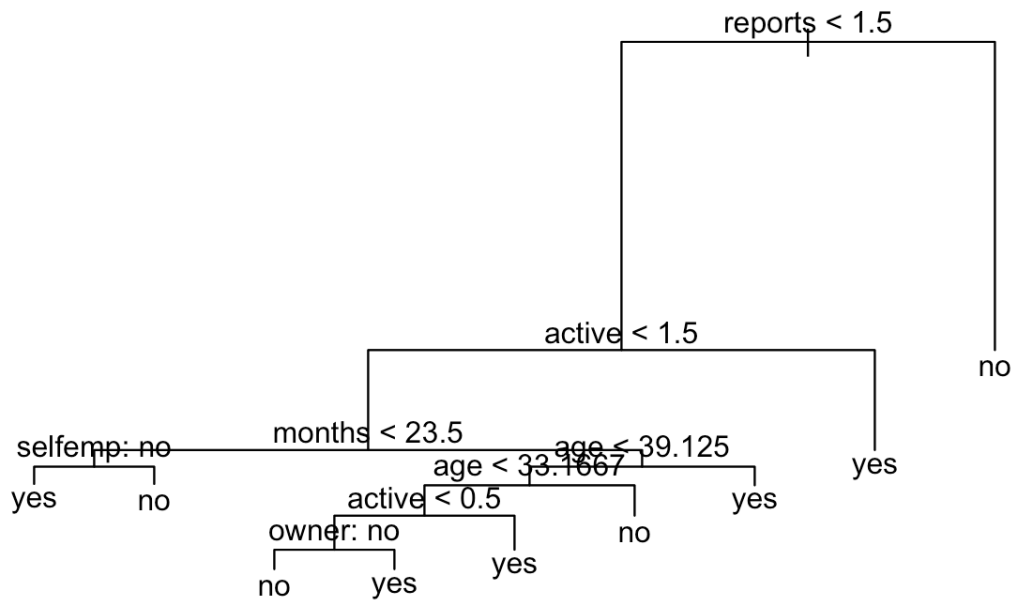 reports < 1.5
active < 1.5
no
months < 23.5
selfemp: no
age < 39.125
yes
age < 33.1667
yes
no
active < 0.5
yes
no
owner: no
yes
no
yes